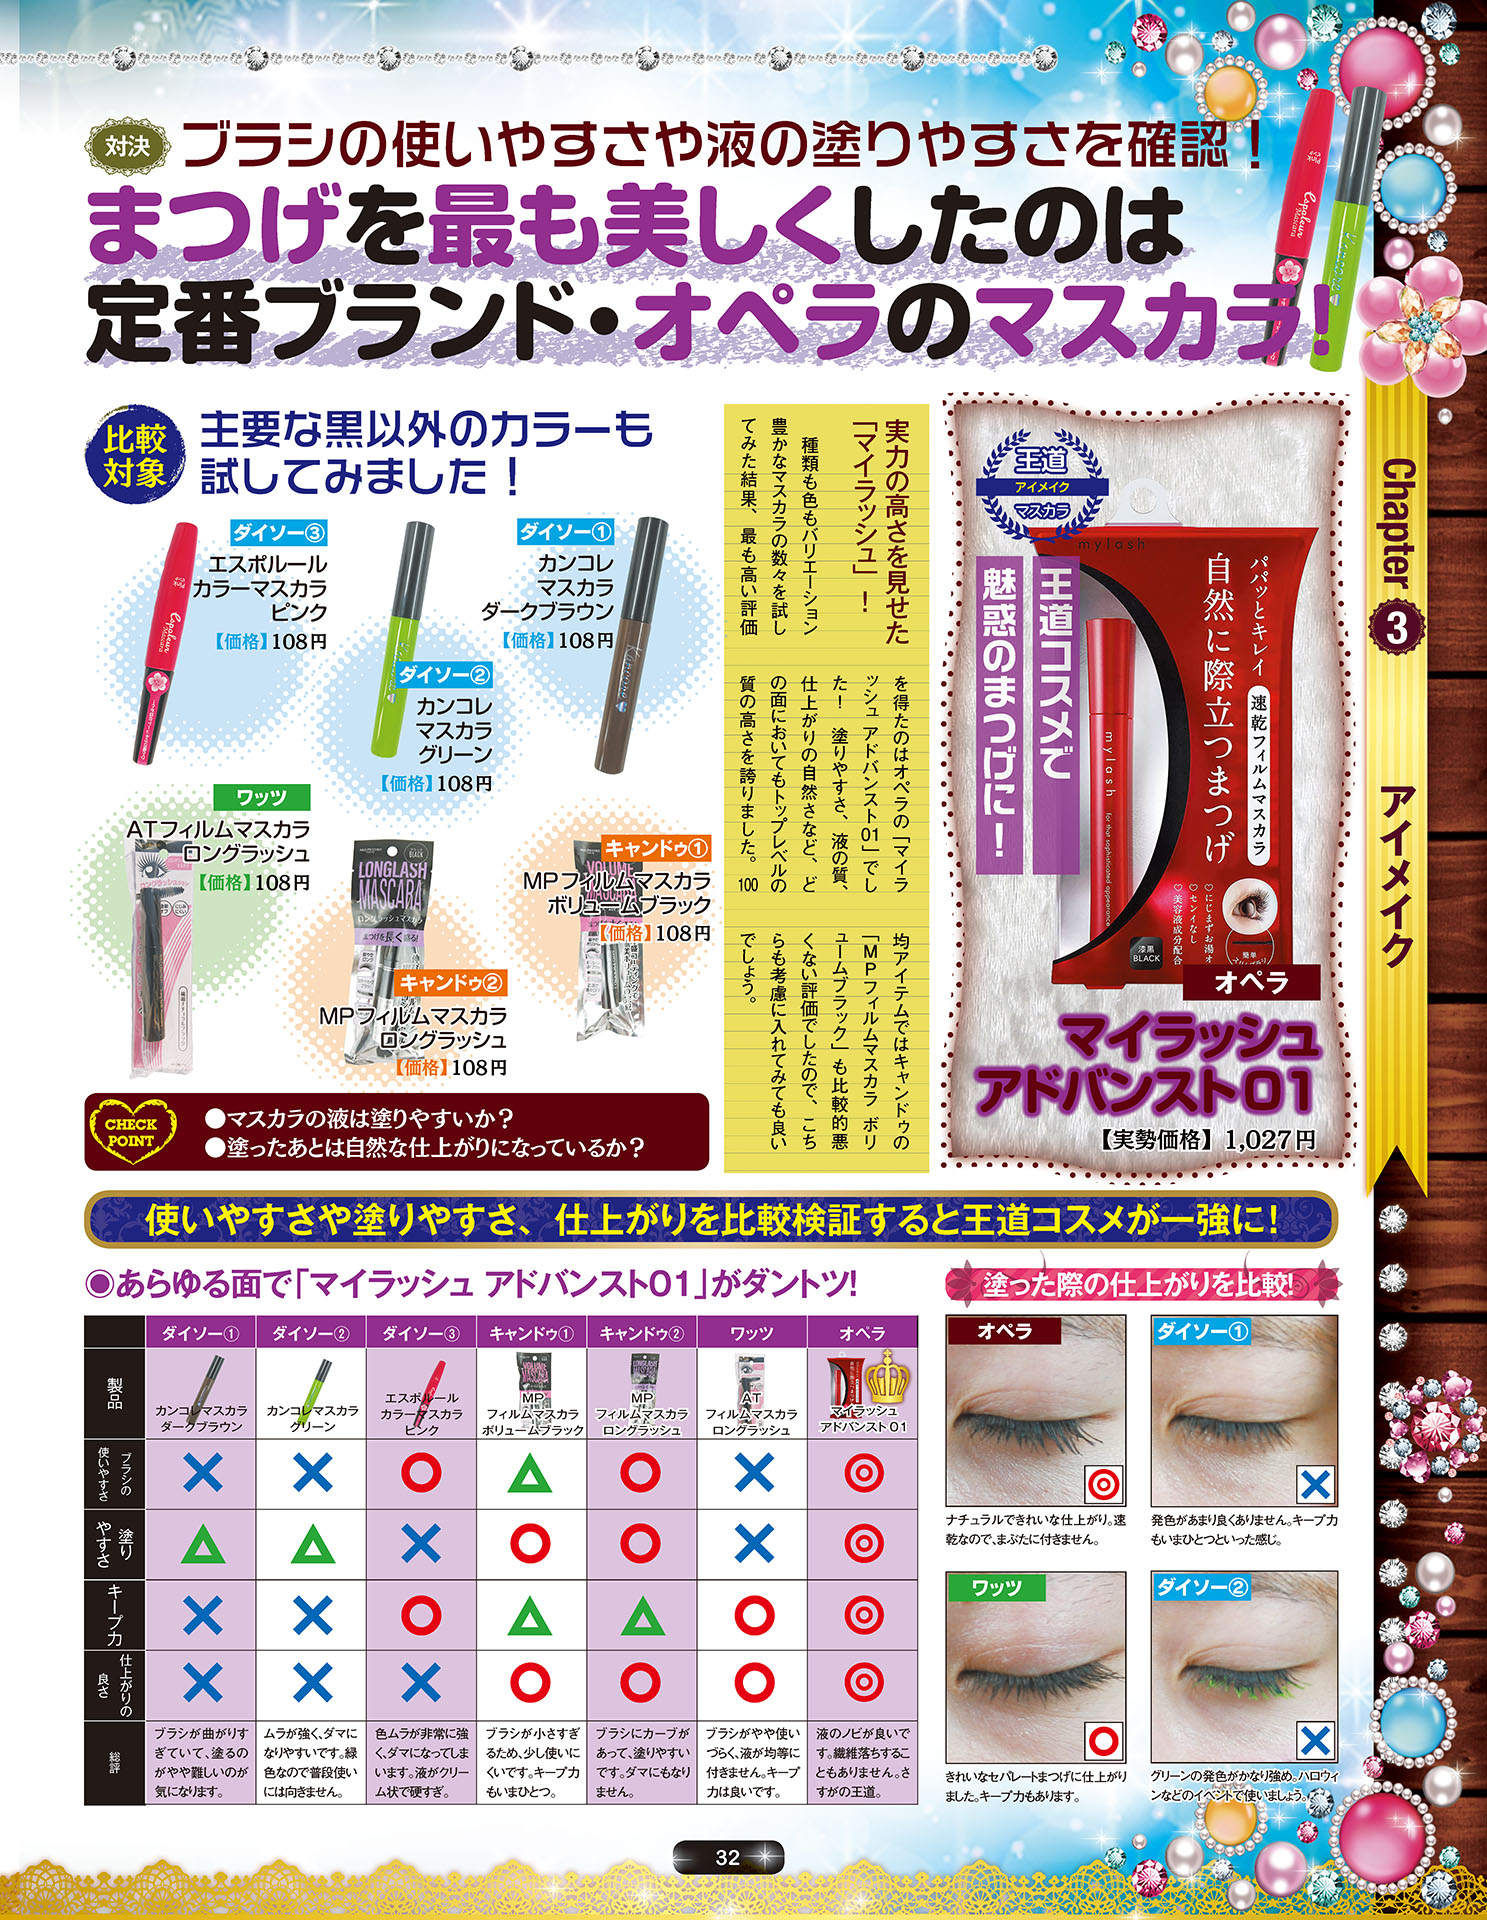 対決
ブラシの使いやすさや液の塗りやすさを確認！
まつげを最も美しくしたのは
定番ブランド・オペラのマスカラ！
Chapter
3
アイメイク
比較
対象
主要な黒以外のカラーも
試してみました！
ダイソー③
エスポルール
カラーマスカラ
ピンク
【価格】108円
ダイソー②
カンコレ
マスカラ
グリーン
【価格】108円
ダイソー①
カンコレ
マスカラ
ダークブラウン
【価格】108円
ワッツ
ATフィルムマスカラ
ロングラッシュ
【価格】108円
キャンドゥ②
MPフィルムマスカラ
ロングラッシュ
【価格】108円
キャンドゥ①
MPフィルムマスカラ
ボリュームブラック
【価格】108円
LONGLASH
MASCARA
CHECK
POINT
●マスカラの液は塗りやすいか？
●塗ったあとは自然な仕上がりになっているか？
実力の高さを見せた
「マイラッシュ」！
種類も色もバリエーション
豊かなマスカラの数々を試し
てみた結果、最も高い評価
を得たのはオペラの「マイラ
ッシュ アドバンスト01」でし
た！ 塗りやすさ、液の質、
仕上がりの自然さなど、ど
の面においてもトップレベルの
質の高さを誇りました。100
均アイテムではキャンドゥの
「MPフィルムマスカラ ボリ
ュームブラック」も比較的悪
くない評価でしたので、こち
らも考慮に入れてみても良い
でしょう。
王道
アイメイク
マスカラ
王道コスメで
魅惑のまつげに！
mylash
パパッとキレイ
速乾フィルムマスカラ
自然に際立つまつげ
mylash
for that sophisticated appearance
♡にじまずお湯オ
♡センイなし
♡美容液成分配合
漆黒
BLACK
簡単
オペラ
マイラッシュ
アドバンスト01
【実勢価格】1,027円
使いやすさや塗りやすさ、仕上がりを比較検証すると王道コスメが一強に！
◉あらゆる面で「マイラッシュ アドバンスト01」がダントツ！
ダイソー① ダイソー② ダイソー③ キャンドゥ① キャンドゥ② ワッツ オペラ
製品
カンコレマスカラ
ダークブラウン
カンコレマスカラ
グリーン
エスポルール
カラーマスカラ
ピンク
MP
フィルムマスカラ
ボリュームブラック
MP
フィルムマスカラ
ロングラッシュ
AT
フィルムマスカラ
ロングラッシュ
マイラッシュ
アドバンスト01
ブラシの
使いやすさ
× × ○ △ ○ × ◎
塗り
やすさ
△ △ × ○ ○ × ◎
キープ力
× × ○ △ △ ○ ◎
仕上がりの
良さ
× × × ○ ○ ○ ◎
総評
ブラシが曲がりす
ぎていて、塗るの
がやや難しいのが
気になります。
ムラが強く、ダマに
なりやすいです。緑
色なので普段使い
には向きません。
色ムラが非常に強
く、ダマになってしま
います。液がクリー
ム状で硬すぎ。
ブラシが小さすぎ
るため、少し使いに
くいです。キープ力
もいまひとつ。
ブラシにカーブが
あって、塗りやすい
です。ダマにもなり
ません。
ブラシがやや使い
づらく、液が均等に
付きません。キープ
力は良いです。
液のノビが良いで
す。繊維落ちするこ
ともありません。さ
すがの王道。
塗った際の仕上がりを比較！
オペラ
◎
ナチュラルできれいな仕上がり。速
乾なので、まぶたに付きません。
ダイソー①
×
発色があまり良くありません。キープ力
もいまひとつといった感じ。
ワッツ
○
きれいなセパレートまつげに仕上がり
ました。キープ力もあります。
ダイソー②
×
グリーンの発色がかなり強め。ハロウィ
ンなどのイベントで使いましょう。
32